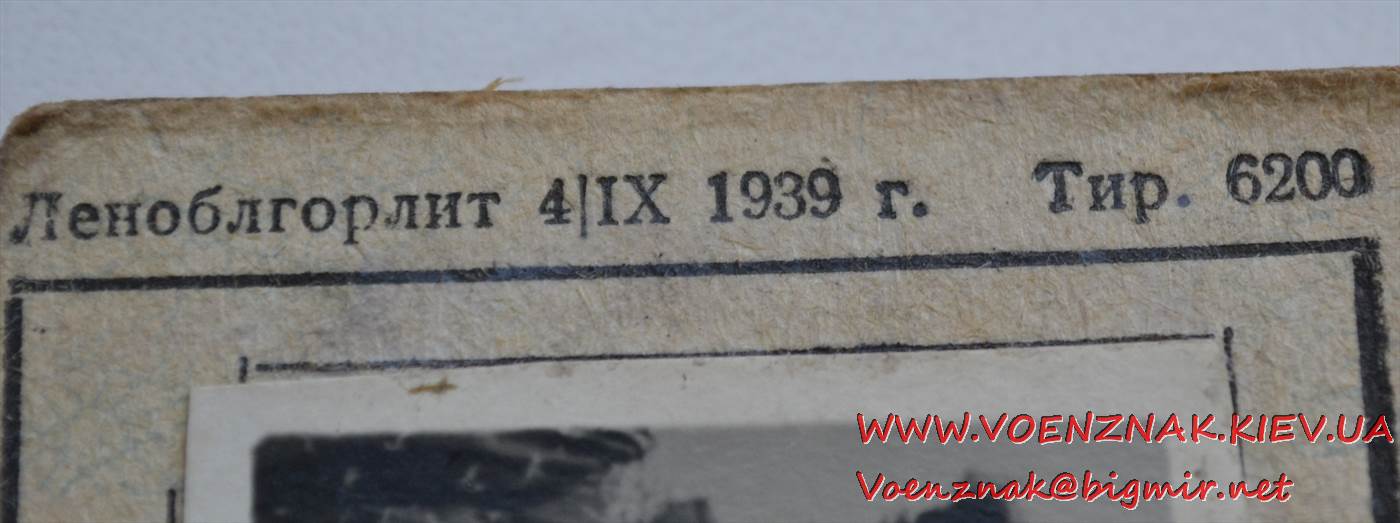 Леноблгорлит 4|IX 1939 г. Тир. 6200
WWW.VOENZNAK.KIEV.UA
Voenznak@bigmir.net